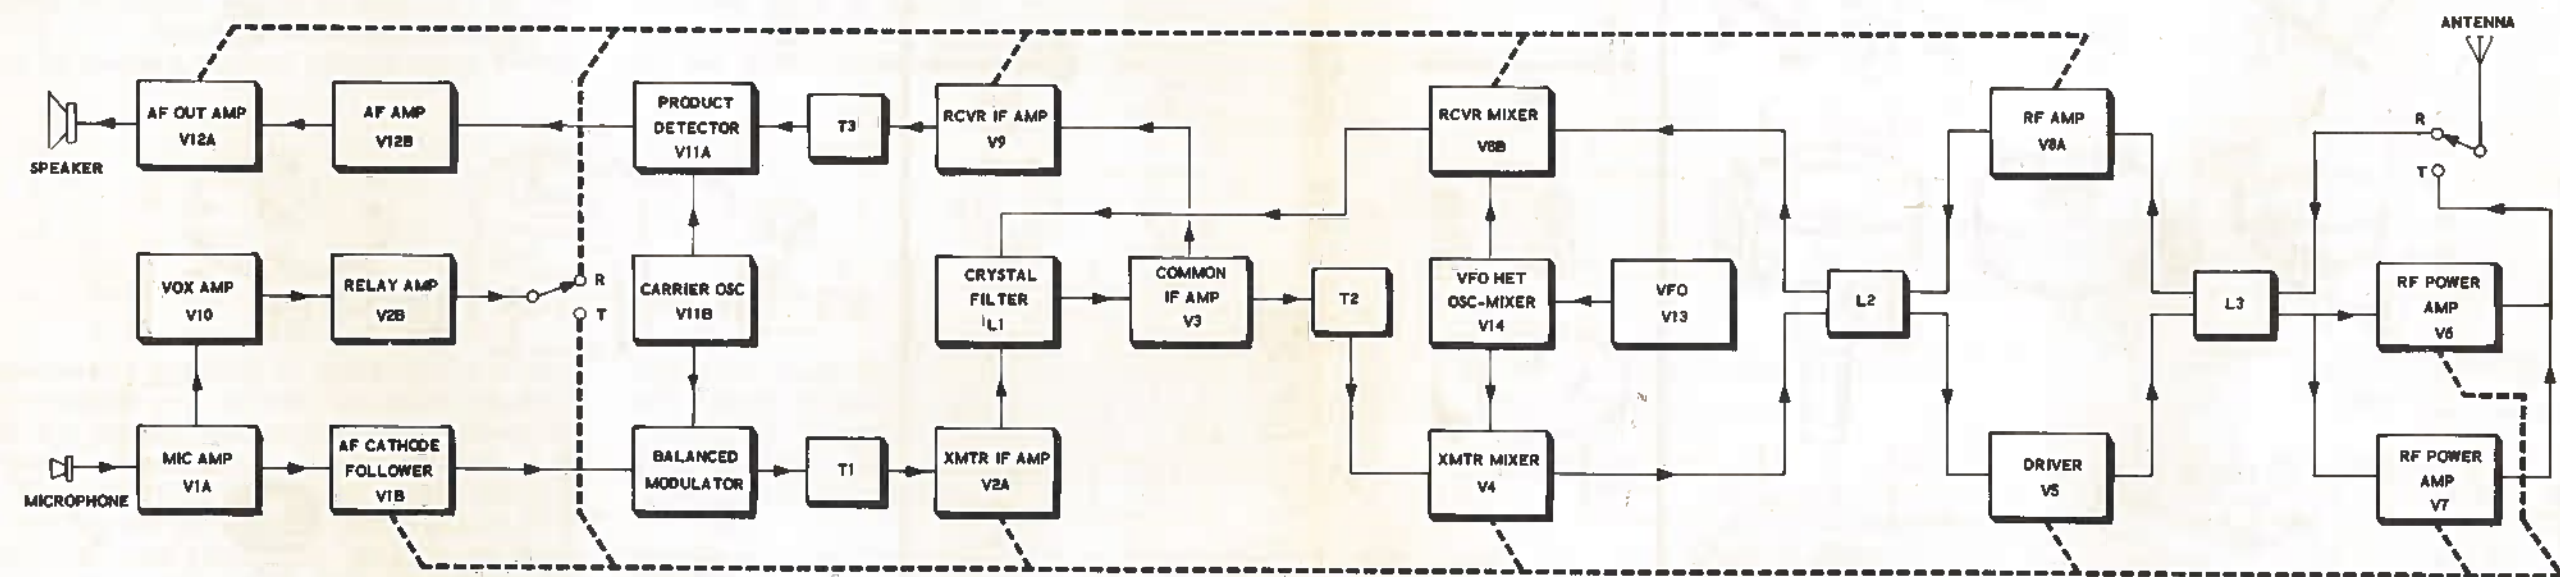 ANTENNA
AF OUT AMP
V12A
AF AMP
V12B
PRODUCT
DETECTOR
V11A
T3
RCVR IF AMP
V9
RCVR MIXER
V8B
RF AMP
V8A
R
T
SPEAKER
VOX AMP
V10
RELAY AMP
V2B
R
T
CARRIER OSC
V11B
CRYSTAL
FILTER
L1
COMMON
IF AMP
V3
T2
VFO HET
OSC-MIXER
V14
VFO
V13
L2
L3
RF POWER
AMP
V6
MIC AMP
V1A
AF CATHODE
FOLLOWER
V1B
BALANCED
MODULATOR
T1
XMTR IF AMP
V2A
XMTR MIXER
V4
DRIVER
V5
RF POWER
AMP
V7
MICROPHONE